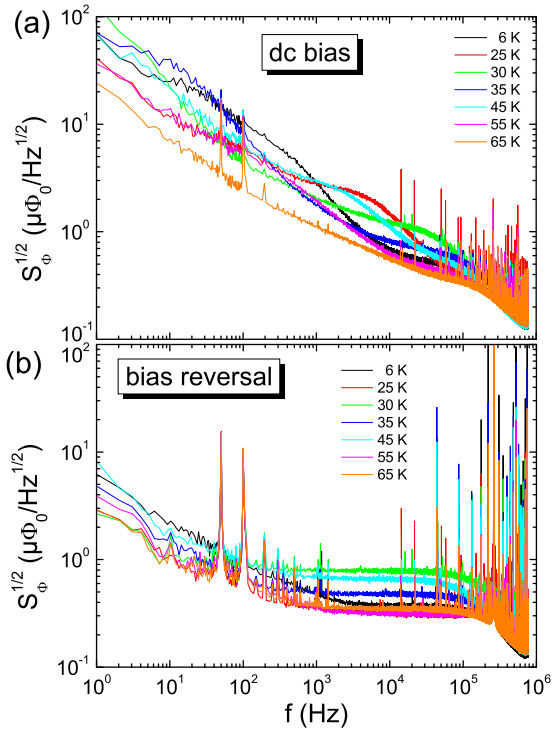 (a)
dc bias
6 K
25 K
30 K
35 K
45 K
55 K
65 K
10²
10¹
10⁰
10⁻¹
S_Φ^1/2 (μΦ₀/Hz^1/2)
(b)
bias reversal
6 K
25 K
30 K
35 K
45 K
55 K
65 K
10²
10¹
10⁰
10⁻¹
S_Φ^1/2 (μΦ₀/Hz^1/2)
10⁰ 10¹ 10² 10³ 10⁴ 10⁵ 10⁶
f (Hz)